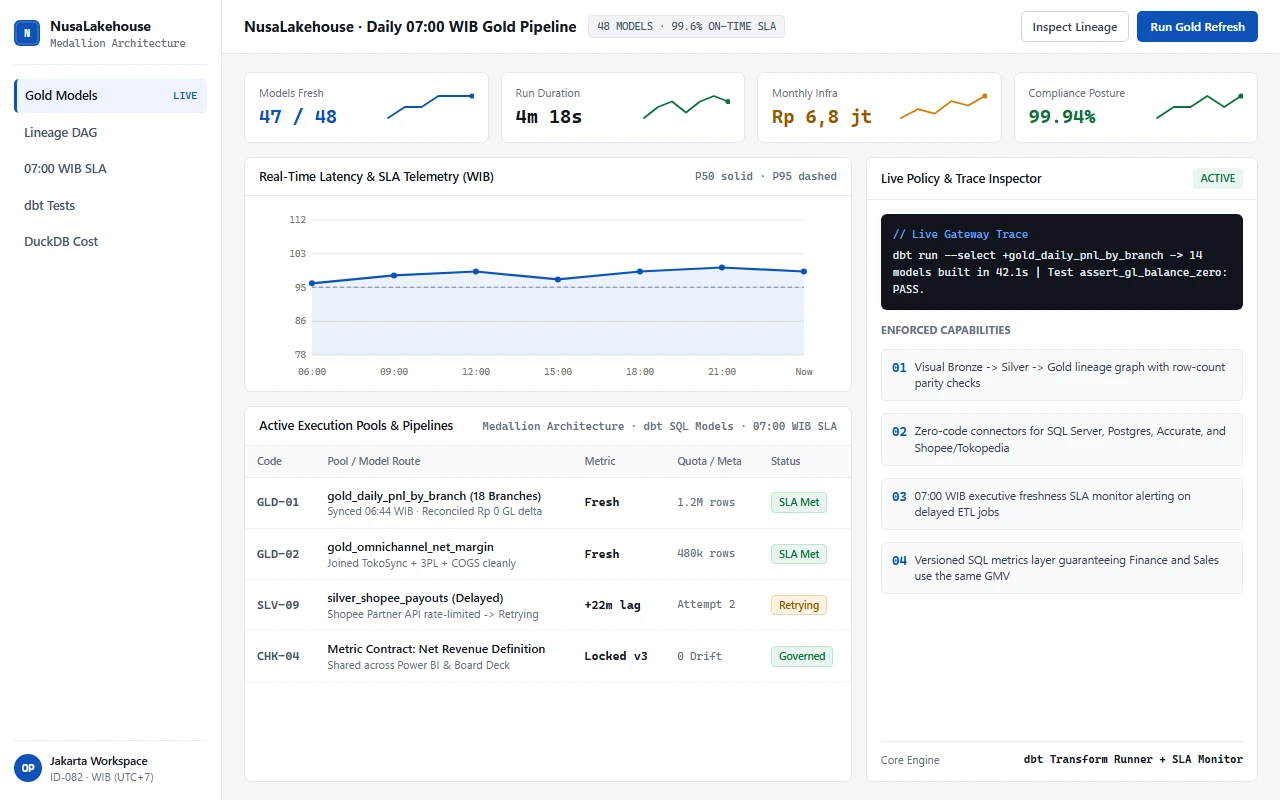 N
NusaLakehouse
Medallion Architecture
Gold Models
LIVE
Lineage DAG
07:00 WIB SLA
dbt Tests
DuckDB Cost
OP
Jakarta Workspace
ID-082 · WIB (UTC+7)
NusaLakehouse · Daily 07:00 WIB Gold Pipeline
48 MODELS · 99.6% ON-TIME SLA
Inspect Lineage
Run Gold Refresh
Models Fresh
47 / 48
Run Duration
4m 18s
Monthly Infra
Rp 6,8 jt
Compliance Posture
99.94%
Real-Time Latency & SLA Telemetry (WIB)
P50 solid · P95 dashed
112
103
95
86
78
06:00
09:00
12:00
15:00
18:00
21:00
Now
Active Execution Pools & Pipelines
Medallion Architecture · dbt SQL Models · 07:00 WIB SLA
Code
Pool / Model Route
Metric
Quota / Meta
Status
GLD-01
gold_daily_pnl_by_branch (18 Branches)
Synced 06:44 WIB · Reconciled Rp 0 GL delta
Fresh
1.2M rows
SLA Met
GLD-02
gold_omnichannel_net_margin
Joined TokoSync + 3PL + COGS cleanly
Fresh
480k rows
SLA Met
SLV-09
silver_shopee_payouts (Delayed)
Shopee Partner API rate-limited -> Retrying
+22m lag
Attempt 2
Retrying
CHK-04
Metric Contract: Net Revenue Definition
Shared across Power BI & Board Deck
Locked v3
0 Drift
Governed
Live Policy & Trace Inspector
ACTIVE
// Live Gateway Trace
dbt run --select +gold_daily_pnl_by_branch -> 14
models built in 42.1s | Test assert_gl_balance_zero:
PASS.
ENFORCED CAPABILITIES
01
Visual Bronze -> Silver -> Gold lineage graph with row-count
parity checks
02
Zero-code connectors for SQL Server, Postgres, Accurate, and
Shopee/Tokopedia
03
07:00 WIB executive freshness SLA monitor alerting on
delayed ETL jobs
04
Versioned SQL metrics layer guaranteeing Finance and Sales
use the same GMV
Core Engine
dbt Transform Runner + SLA Monitor